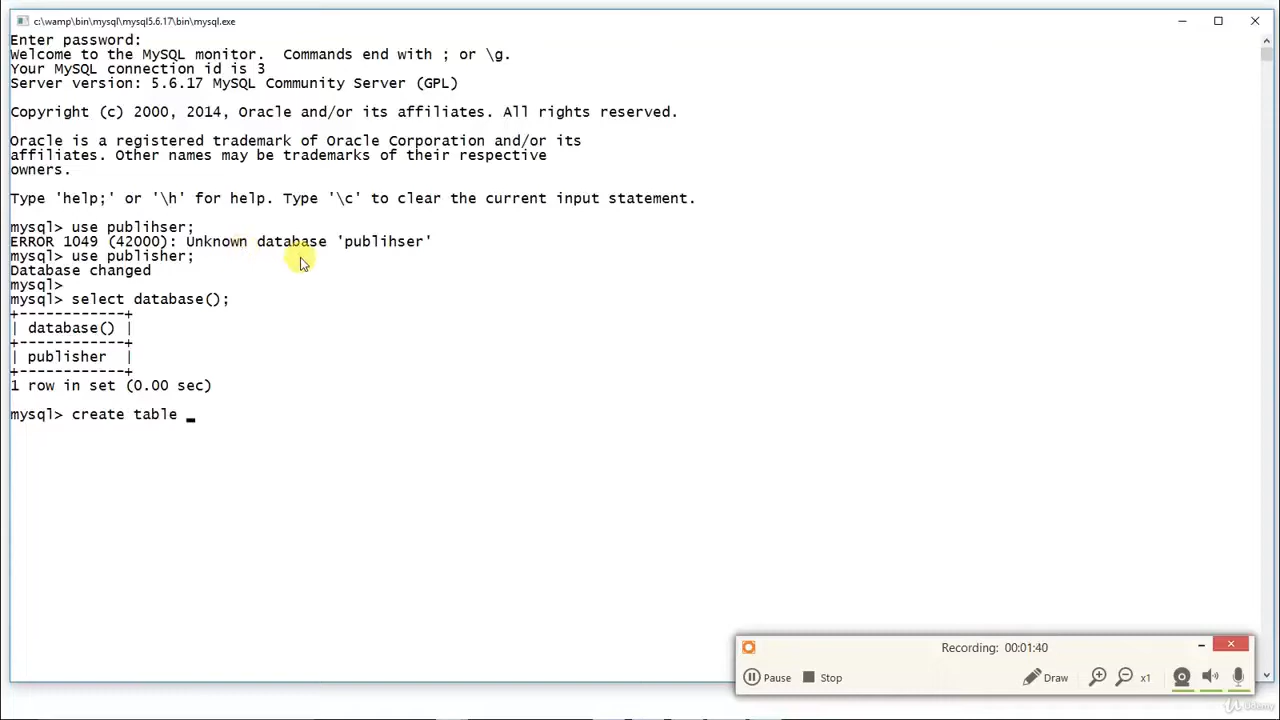 c:\wamp\bin\mysql\mysql5.6.17\bin\mysql.exe
Enter password:
Welcome to the MySQL monitor.  Commands end with ; or \g.
Your MySQL connection id is 3
Server version: 5.6.17 MySQL Community Server (GPL)
Copyright (c) 2000, 2014, Oracle and/or its affiliates. All rights reserved.
Oracle is a registered trademark of Oracle Corporation and/or its
affiliates. Other names may be trademarks of their respective
owners.
Type 'help;' or '\h' for help. Type '\c' to clear the current input statement.
mysql> use publihser;
ERROR 1049 (42000): Unknown database 'publihser'
mysql> use publisher;
Database changed
mysql>
mysql> select database();
+------------+
| database() |
+------------+
| publisher  |
+------------+
1 row in set (0.00 sec)
mysql> create table _
Recording: 00:01:40
Pause Stop Draw x1
Udemy